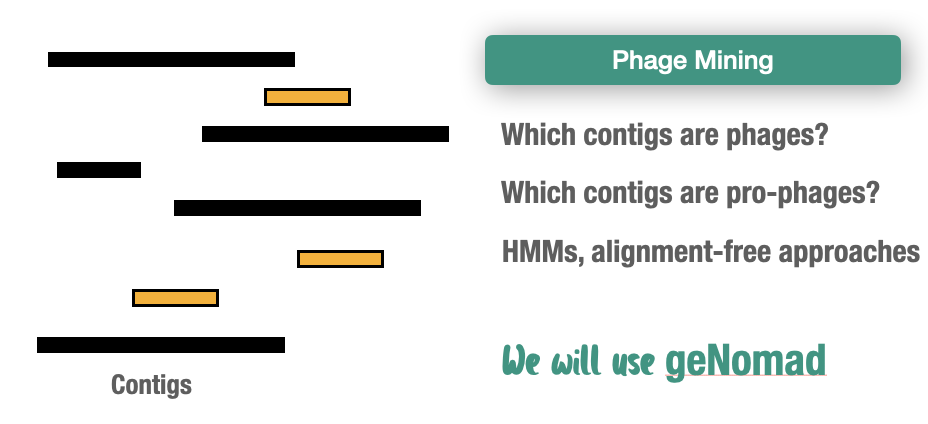 Phage Mining
Which contigs are phages?
Which contigs are pro-phages?
HMMs, alignment-free approaches
We will use geNomad
Contigs